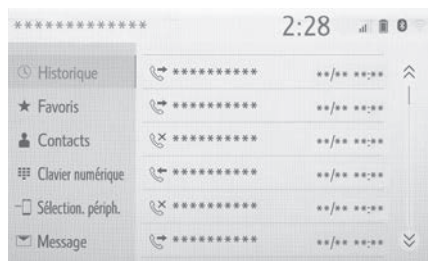 ************* 2:28
Historique ********** **/** **:**
Favoris ********** **/** **:**
Contacts ********** **/** **:**
Clavier numérique ********** **/** **:**
Sélection. périph. ********** **/** **:**
Message ********** **/** **:**